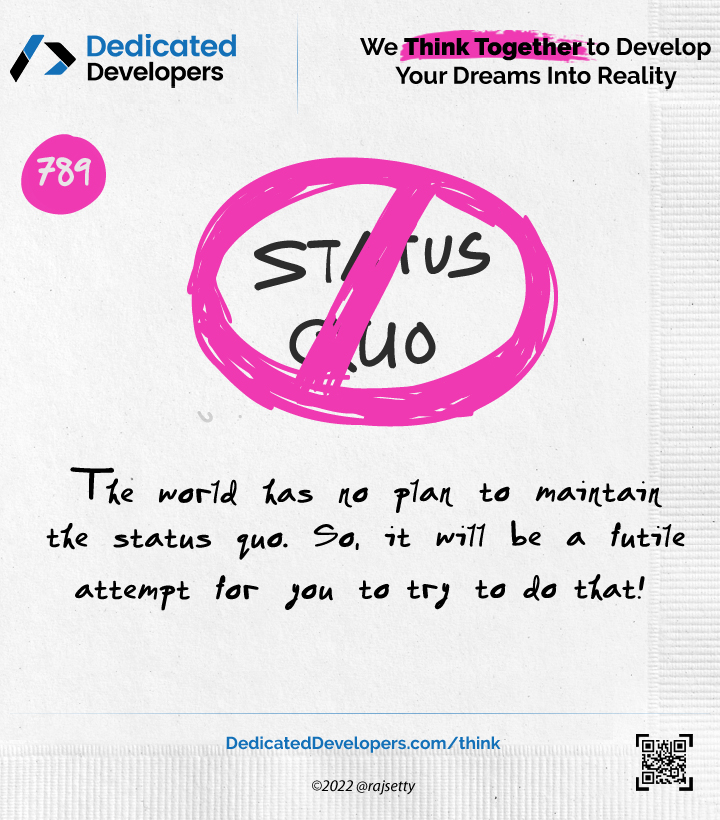 Dedicated
Developers
We Think Together to Develop
Your Dreams Into Reality
789
STATUS
QUO
The world has no plan to maintain
the status quo. So, it will be a futile
attempt for you to try to do that!
DedicatedDevelopers.com/think
©2022 @rajsetty